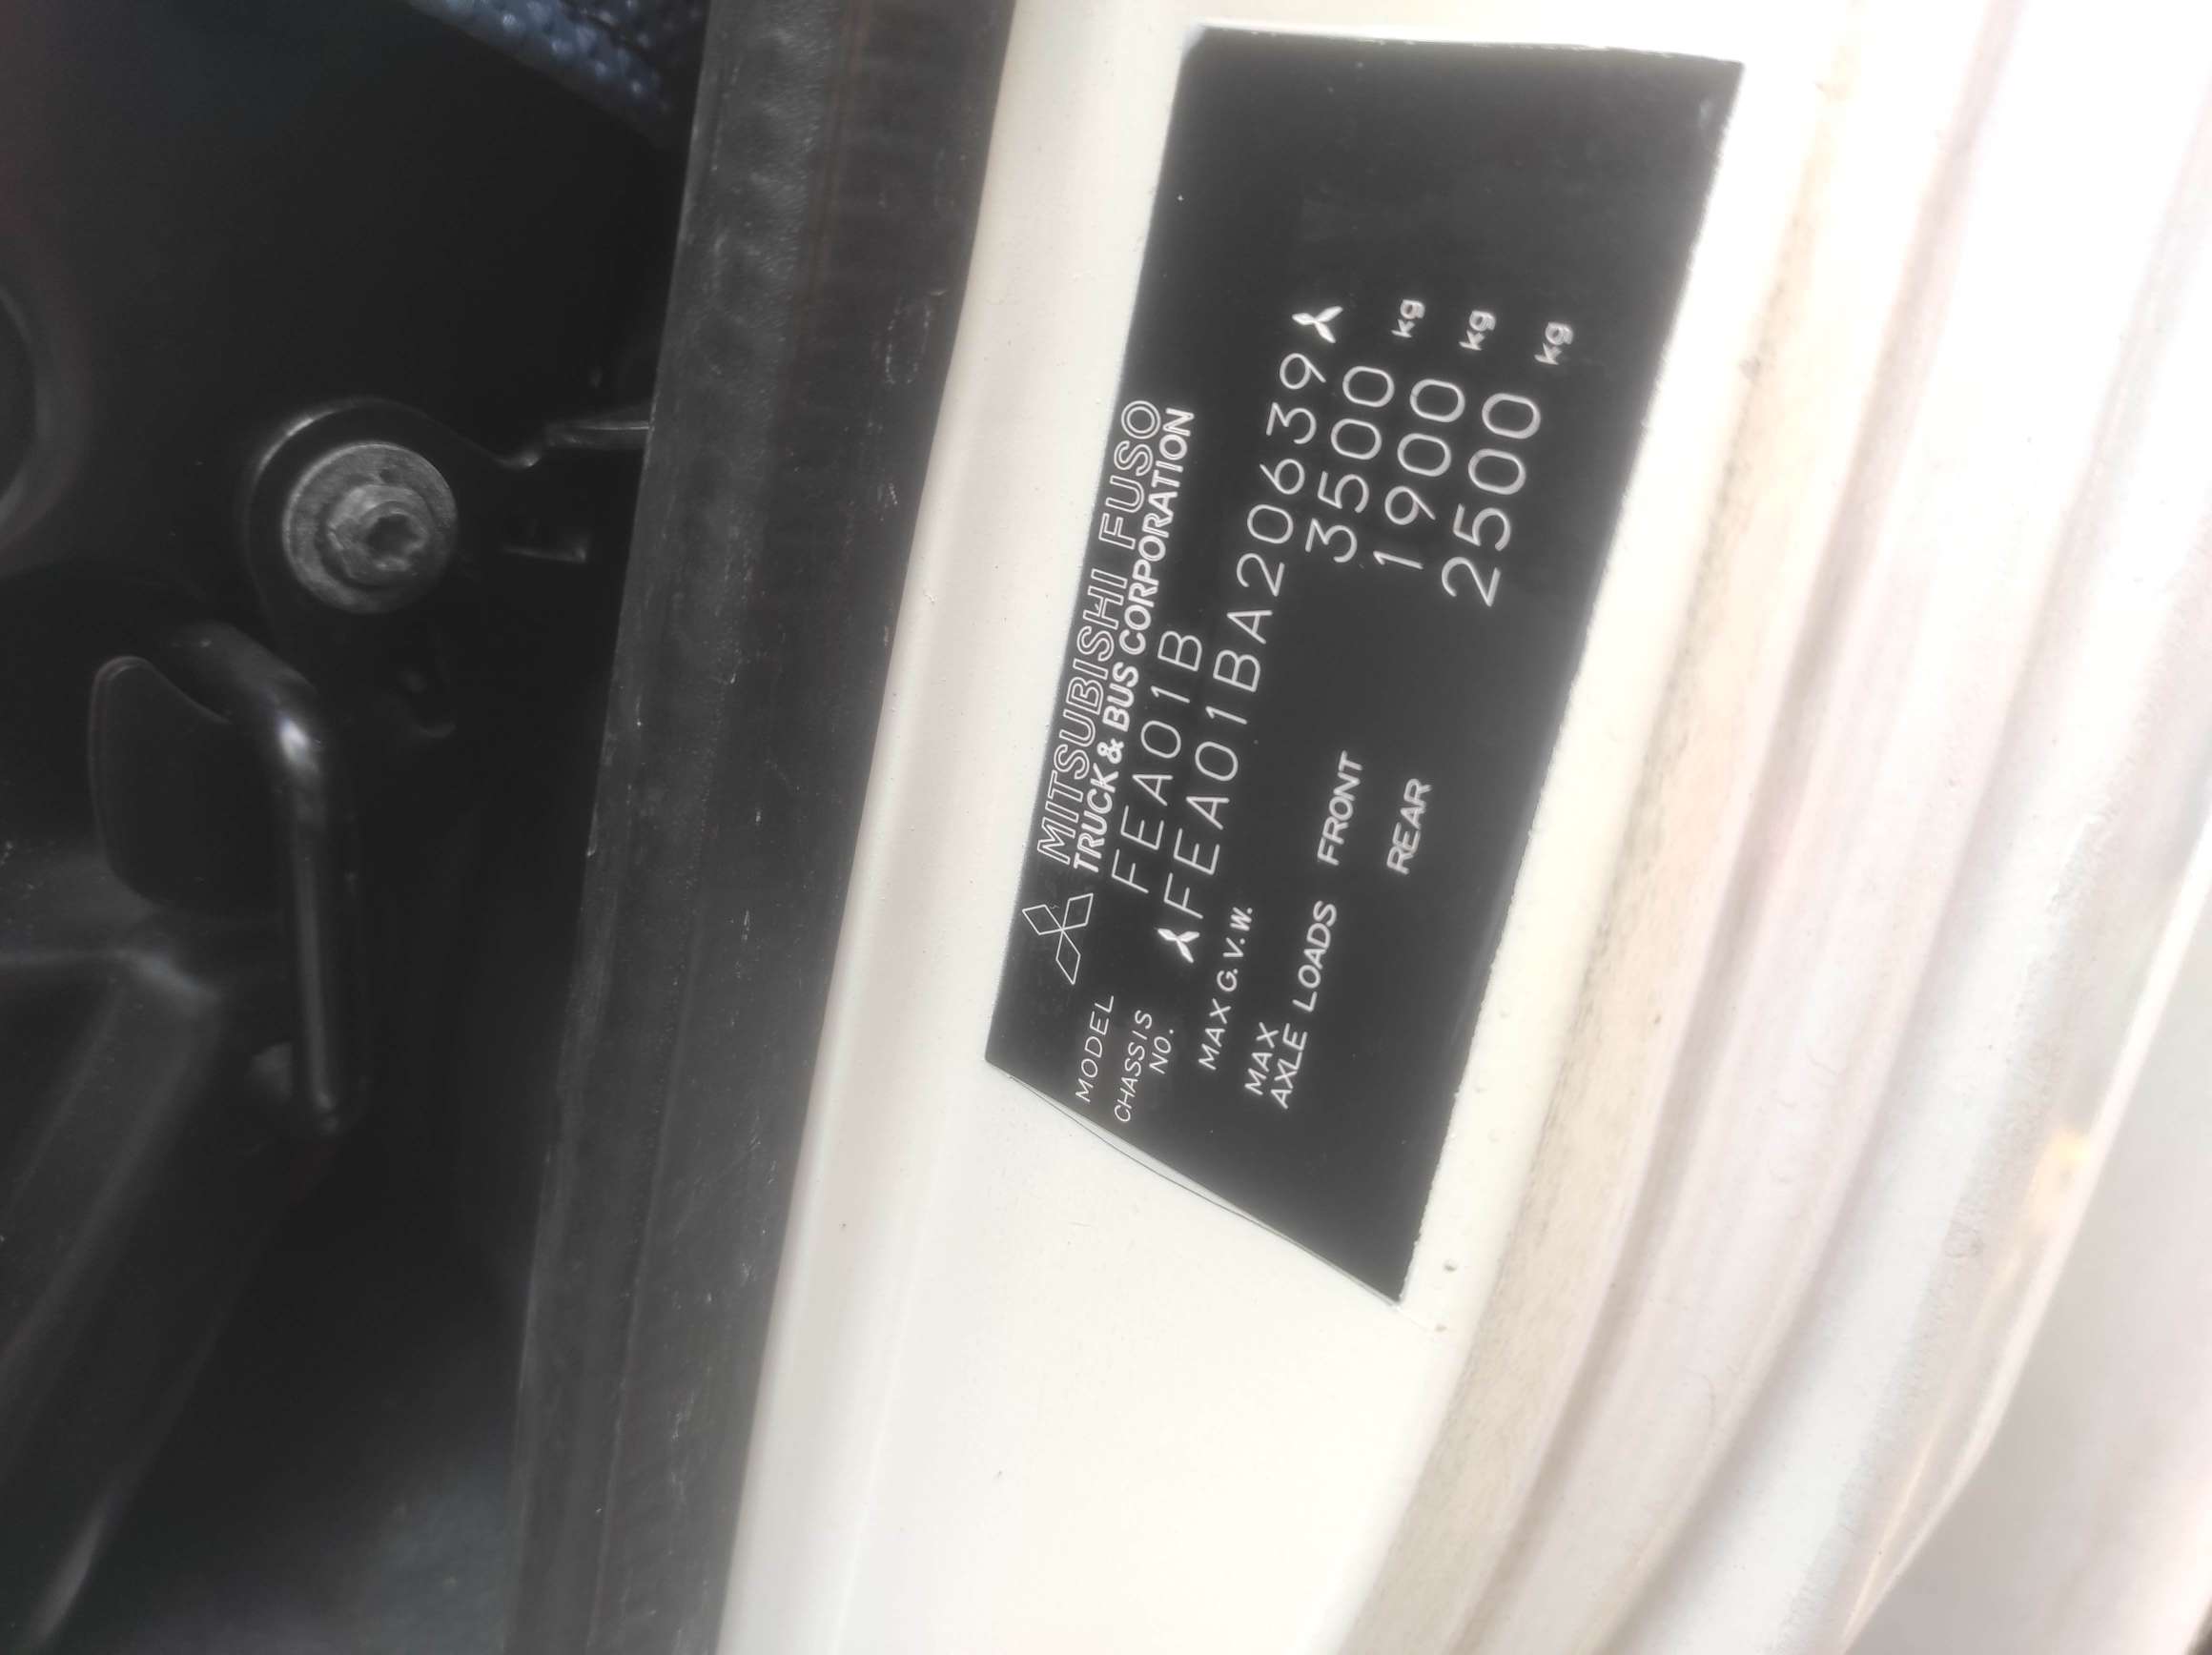 MITSUBISHI FUSO
TRUCK & BUS CORPORATION
MODEL FEA01B
CHASSIS NO. FEA01BA20639
MAX G.V.W. 3500 kg
MAX AXLE LOADS FRONT 1900 kg
REAR 2500 kg